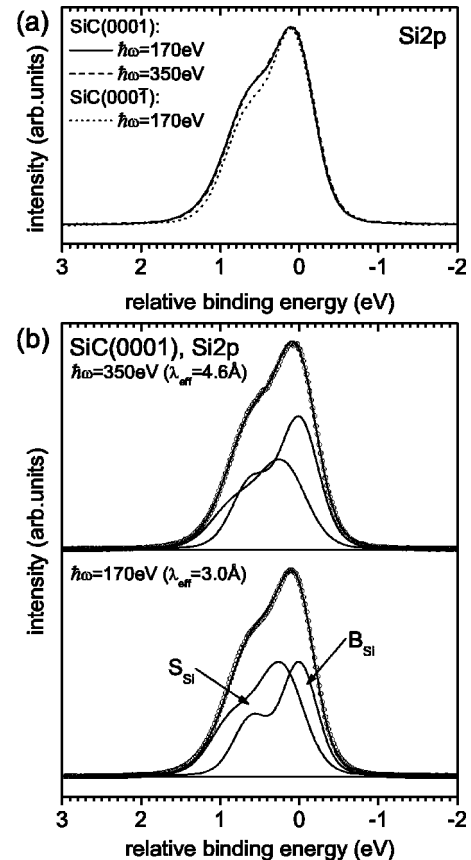 (a)
SiC(0001):
ħω=170eV
ħω=350eV
SiC(0001̄):
ħω=170eV
Si2p
intensity (arb.units)
3 2 1 0 -1 -2
relative binding energy (eV)
(b)
SiC(0001), Si2p
ħω=350eV (λeff=4.6Å)
ħω=170eV (λeff=3.0Å)
SSi
BSi
intensity (arb.units)
3 2 1 0 -1 -2
relative binding energy (eV)